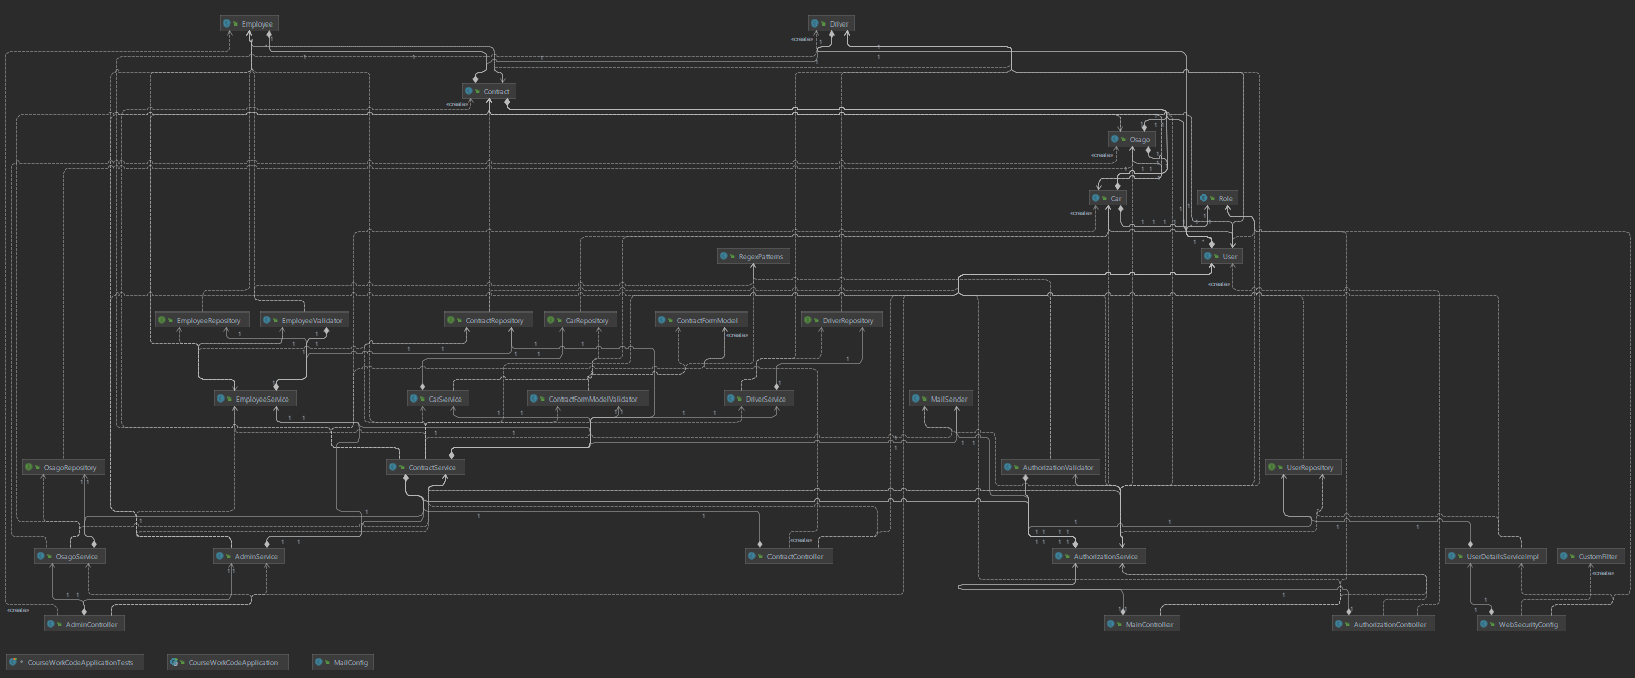 Employee
Driver
«create»
Contract
«create»
Osago
«create»
Car
Role
«create»
RegexPatterns
User
«create»
EmployeeRepository
EmployeeValidator
ContractRepository
CarRepository
ContractFormModel
DriverRepository
«create»
EmployeeService
CarService
ContractFormModelValidator
DriverService
MailSender
OsagoRepository
ContractService
AuthorizationValidator
UserRepository
«create»
OsagoService
AdminService
ContractController
AuthorizationService
UserDetailsServiceImpl
CustomFilter
«create»
«create»
AdminController
MainController
AuthorizationController
WebSecurityConfig
CourseWorkCodeApplicationTests
CourseWorkCodeApplication
MailConfig